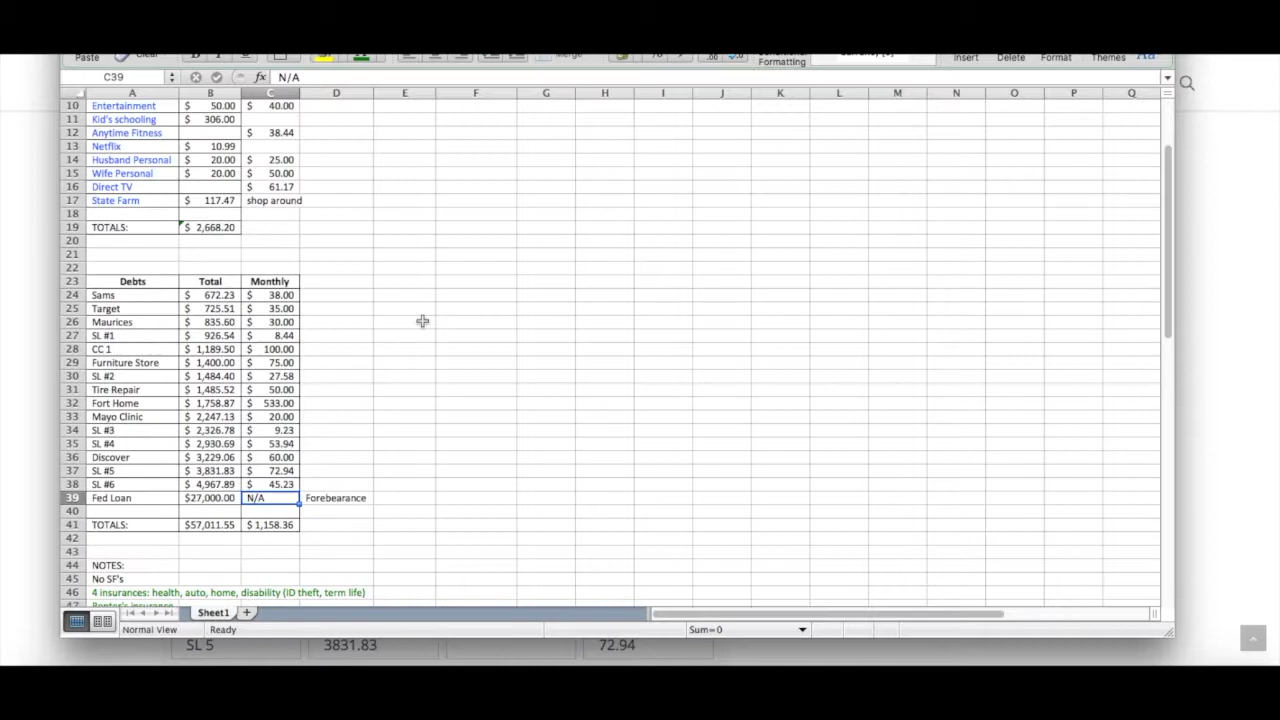 Paste Clear Merge Conditional Formatting Insert Delete Format Themes Aa
C39 fx N/A
A B C D E F G H I J K L M N O P Q
10 Entertainment $ 50.00 $ 40.00
11 Kid's schooling $ 306.00
12 Anytime Fitness $ 38.44
13 Netflix $ 10.99
14 Husband Personal $ 20.00 $ 25.00
15 Wife Personal $ 20.00 $ 50.00
16 Direct TV $ 61.17
17 State Farm $ 117.47 shop around
18
19 TOTALS: $ 2,668.20
20
21
22
23 Debts Total Monthly
24 Sams $ 672.23 $ 38.00
25 Target $ 725.51 $ 35.00
26 Maurices $ 835.60 $ 30.00
27 SL #1 $ 926.54 $ 8.44
28 CC 1 $ 1,189.50 $ 100.00
29 Furniture Store $ 1,400.00 $ 75.00
30 SL #2 $ 1,484.40 $ 27.58
31 Tire Repair $ 1,485.52 $ 50.00
32 Fort Home $ 1,758.87 $ 533.00
33 Mayo Clinic $ 2,247.13 $ 20.00
34 SL #3 $ 2,326.78 $ 9.23
35 SL #4 $ 2,930.69 $ 53.94
36 Discover $ 3,229.06 $ 60.00
37 SL #5 $ 3,831.83 $ 72.94
38 SL #6 $ 4,967.89 $ 45.23
39 Fed Loan $27,000.00 N/A Forebearance
40
41 TOTALS: $57,011.55 $ 1,158.36
42
43
44 NOTES:
45 No SF's
46 4 insurances: health, auto, home, disability (ID theft, term life)
47 Renter's insurance
Sheet1
Normal View Ready Sum=0
SL 5 3831.83 72.94